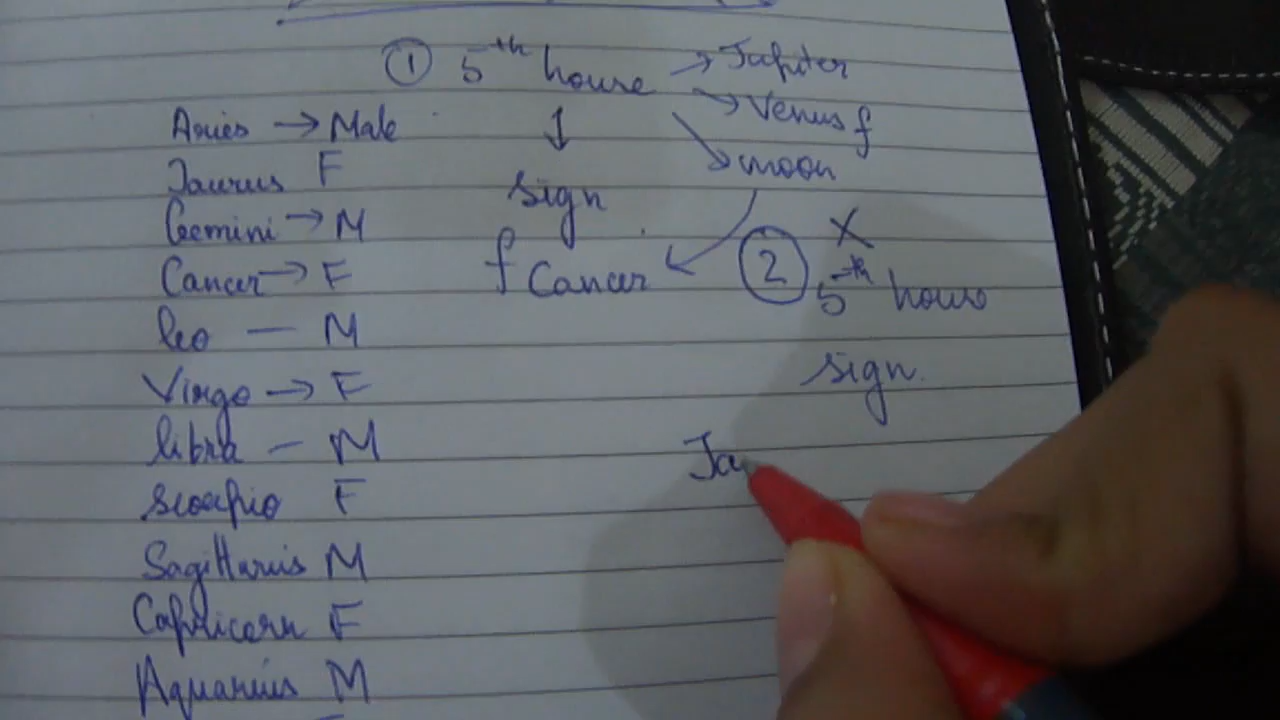 ① 5th house → Jupiter
→ Venus f
→ moon
↓
sign
f Cancer
Aries → Male
Taurus F
Gemini → M
Cancer → F
leo — M
Virgo → F
libra — M
Scorpio F
Sagittarius M
Capricorn F
Aquarius M
X
② 5th house
sign.
Ja